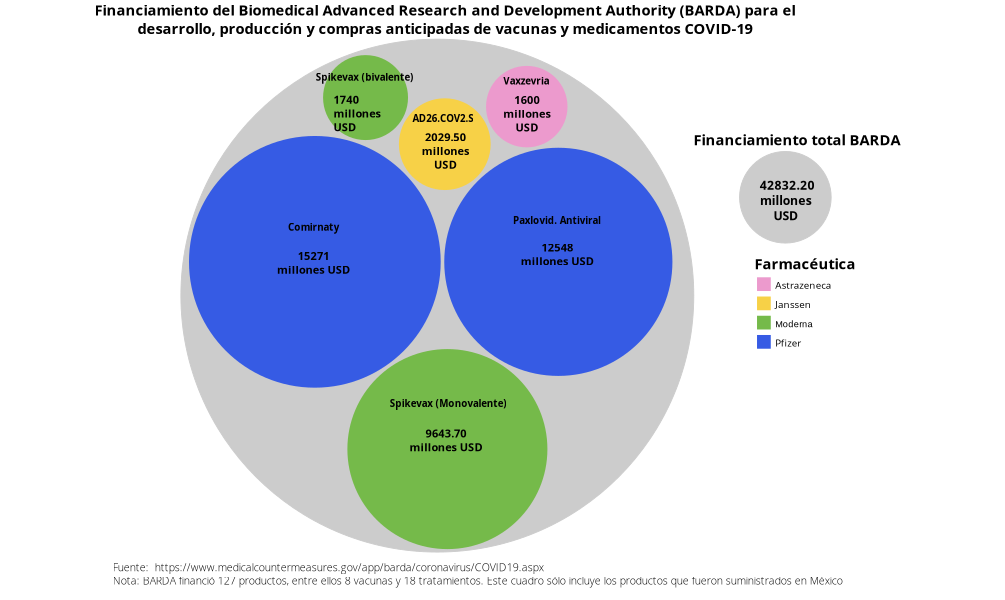 Financiamiento del Biomedical Advanced Research and Development Authority (BARDA) para el
desarrollo, producción y compras anticipadas de vacunas y medicamentos COVID-19
Spikevax (bivalente)
1740
millones
USD
Vaxzevria
1600
millones
USD
AD26.COV2.S
2029.50
millones
USD
Comirnaty
15271
millones USD
Paxlovid. Antiviral
12548
millones USD
Spikevax (Monovalente)
9643.70
millones USD
Financiamiento total BARDA
42832.20
millones
USD
Farmacéutica
Astrazeneca
Janssen
Moderna
Pfizer
Fuente: https://www.medicalcountermeasures.gov/app/barda/coronavirus/COVID19.aspx
Nota: BARDA financió 127 productos, entre ellos 8 vacunas y 18 tratamientos. Este cuadro sólo incluye los productos que fueron suministrados en México